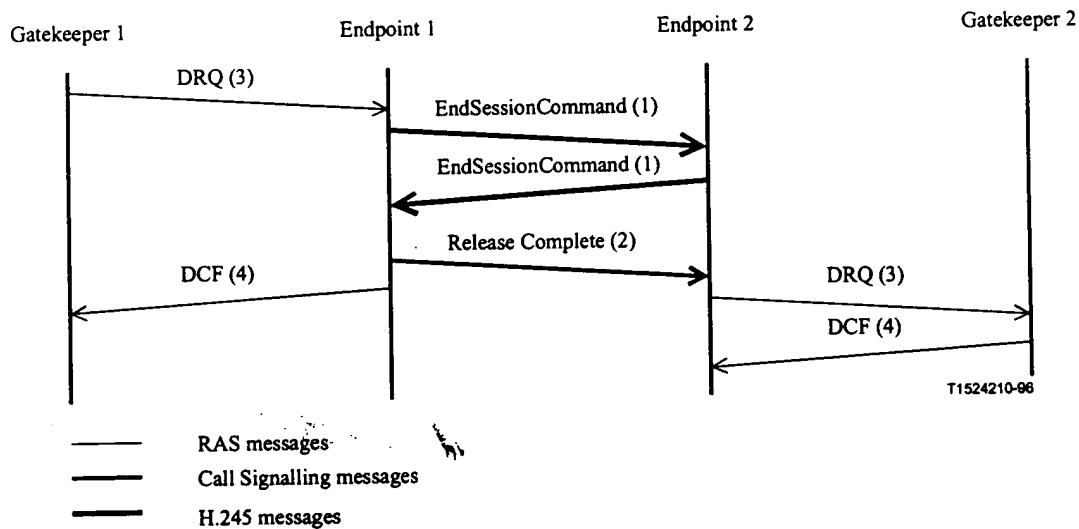 Gatekeeper 1
Endpoint 1
Endpoint 2
Gatekeeper 2
DRQ (3)
EndSessionCommand (1)
EndSessionCommand (1)
Release Complete (2)
DCF (4)
DRQ (3)
DCF (4)
T1524210-96
RAS messages
Call Signalling messages
H.245 messages